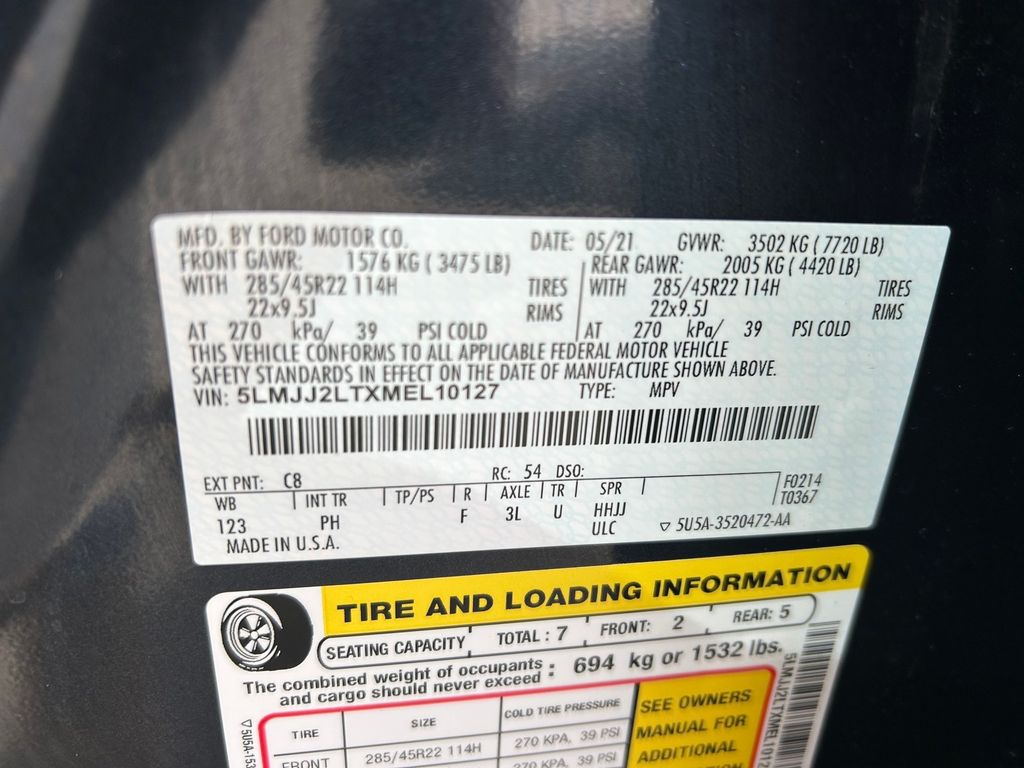 MFD. BY FORD MOTOR CO. DATE: 05/21 GVWR: 3502 KG ( 7720 LB)
FRONT GAWR: 1576 KG ( 3475 LB) REAR GAWR: 2005 KG ( 4420 LB)
WITH 285/45R22 114H TIRES WITH 285/45R22 114H TIRES
22x9.5J RIMS 22x9.5J RIMS
AT 270 kPa/ 39 PSI COLD AT 270 kPa/ 39 PSI COLD
THIS VEHICLE CONFORMS TO ALL APPLICABLE FEDERAL MOTOR VEHICLE
SAFETY STANDARDS IN EFFECT ON THE DATE OF MANUFACTURE SHOWN ABOVE.
VIN: 5LMJJ2LTXMEL10127 TYPE: MPV
EXT PNT: C8 RC: 54 DSO:
WB INT TR TP/PS R AXLE TR SPR F0214
T0367
123 PH F 3L U HHJJ
ULC ▽ 5U5A-3520472-AA
MADE IN U.S.A.
TIRE AND LOADING INFORMATION
SEATING CAPACITY TOTAL : 7 FRONT: 2 REAR: 5
The combined weight of occupants
and cargo should never exceed : 694 kg or 1532 lbs.
TIRE SIZE COLD TIRE PRESSURE
FRONT 285/45R22 114H 270 KPA, 39 PSI
270 KPA, 39 PSI
SEE OWNERS
MANUAL FOR
ADDITIONAL
5LMJJ2LTXMEL10127
▽ 5U5A-153